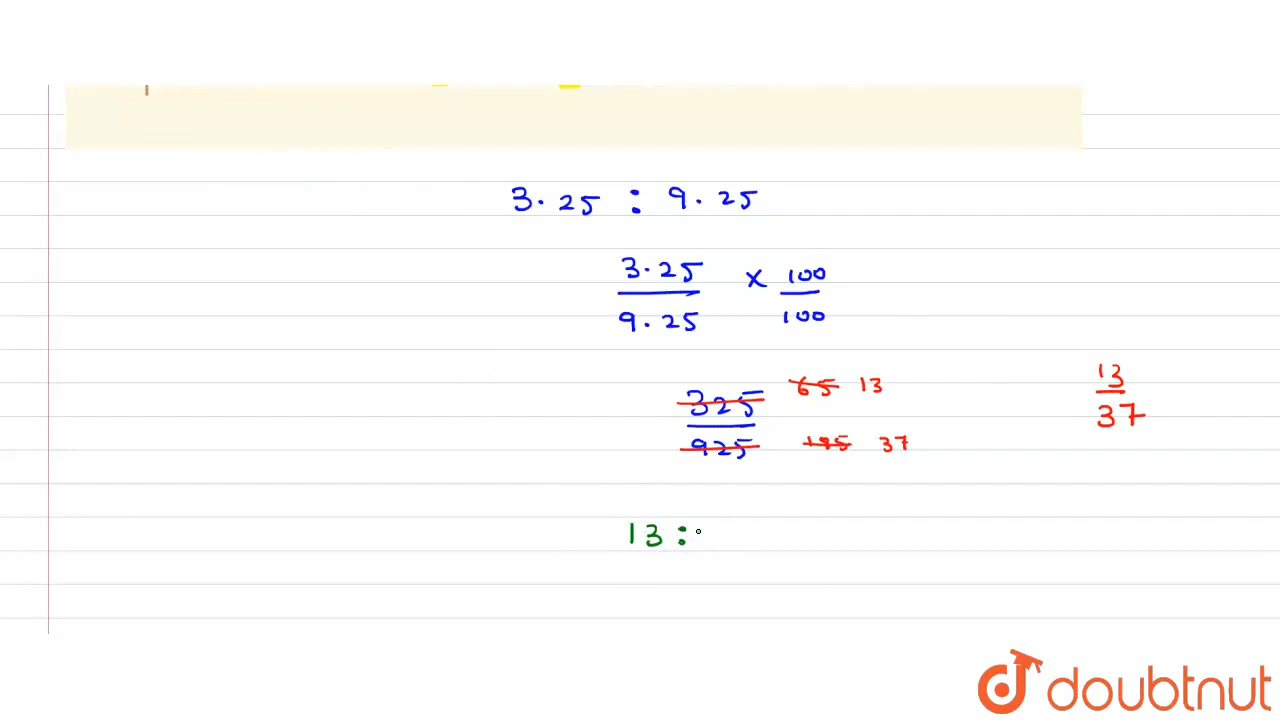 3.25 : 9.25
3.25 × 100
9.25 100
325 65 13
925 185 37
13
37
13 :
doubtnut